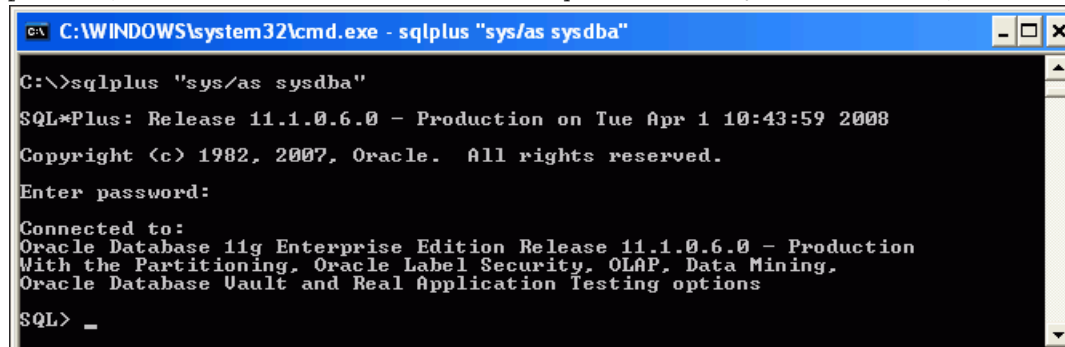 C:\WINDOWS\system32\cmd.exe - sqlplus "sys/as sysdba"
C:\>sqlplus "sys/as sysdba"
SQL*Plus: Release 11.1.0.6.0 - Production on Tue Apr 1 10:43:59 2008
Copyright (c) 1982, 2007, Oracle.  All rights reserved.
Enter password:
Connected to:
Oracle Database 11g Enterprise Edition Release 11.1.0.6.0 - Production
With the Partitioning, Oracle Label Security, OLAP, Data Mining,
Oracle Database Vault and Real Application Testing options
SQL> _